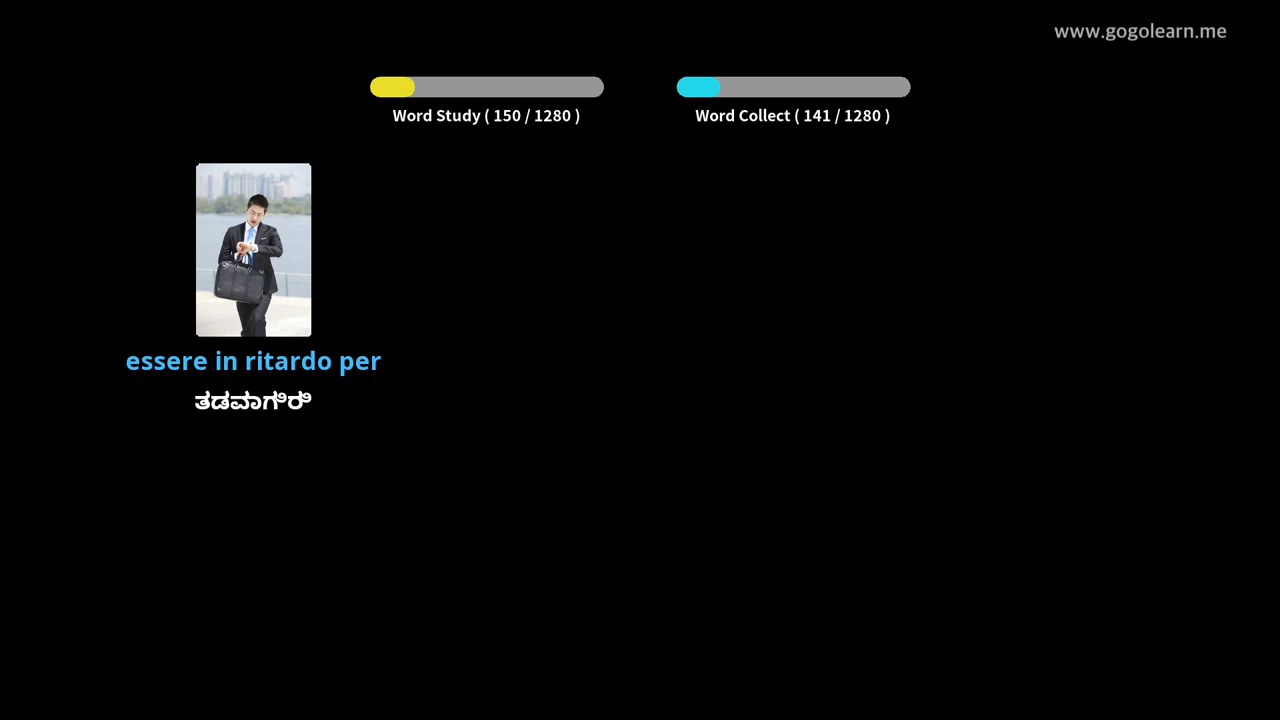 www.gogolearn.me
Word Study ( 150 / 1280 )
Word Collect ( 141 / 1280 )
essere in ritardo per
ತಡವಾಗಿರಿ